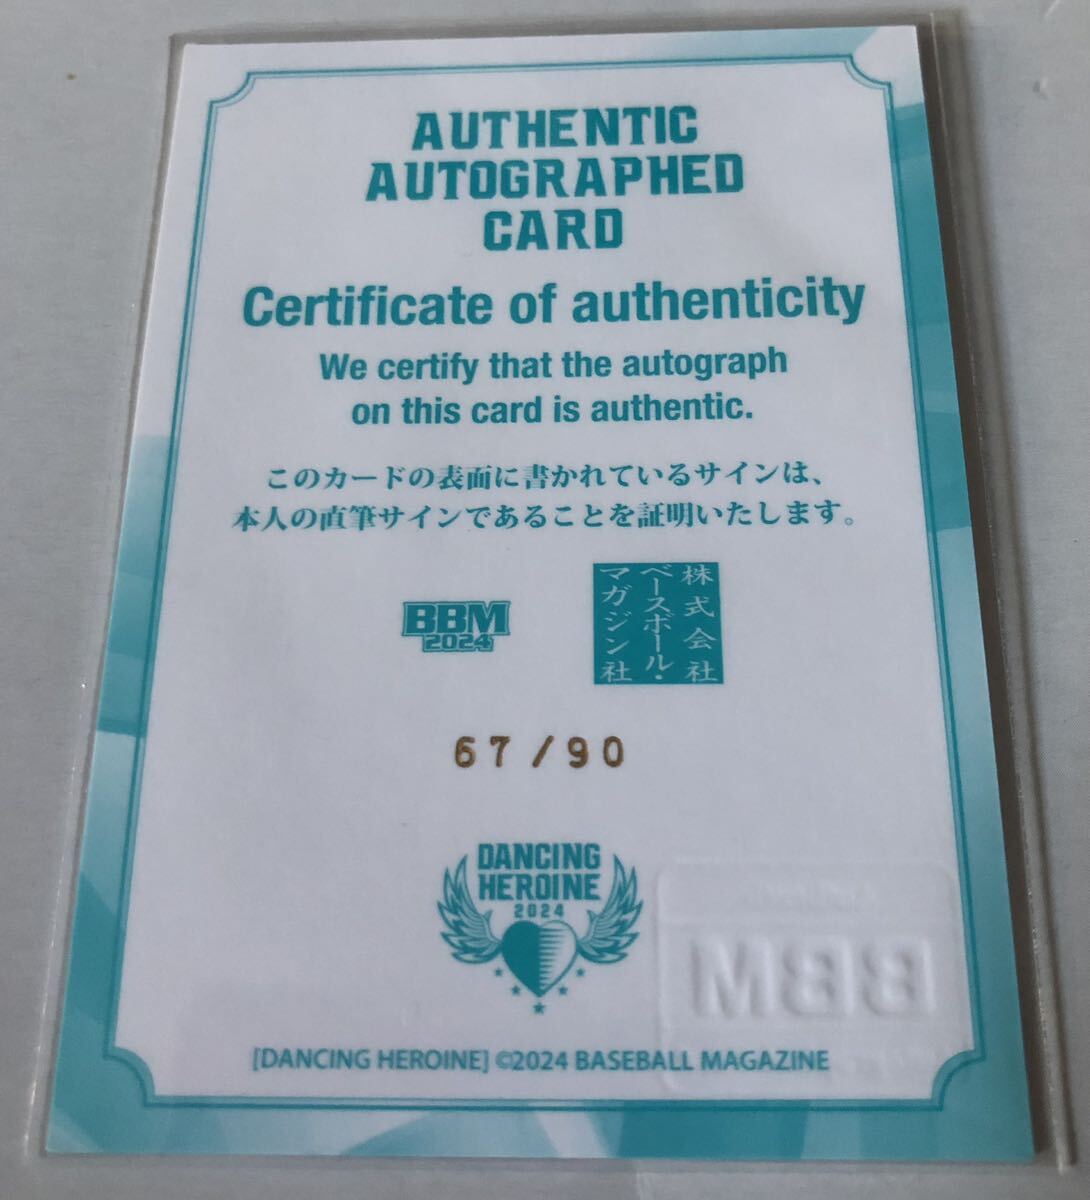 AUTHENTIC
AUTOGRAPHED
CARD
Certificate of authenticity
We certify that the autograph
on this card is authentic.
このカードの表面に書かれているサインは、
本人の直筆サインであることを証明いたします。
BBM
2024
株式会社
ベースボール・
マガジン社
67/90
DANCING
HEROINE
2024
BBM
[DANCING HEROINE] ©2024 BASEBALL MAGAZINE